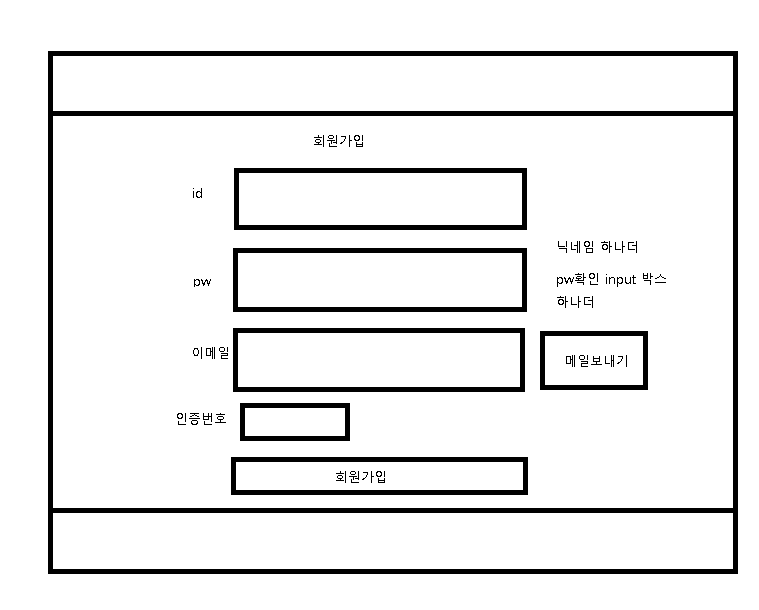 회원가입
id
닉네임 하나더
pw
pw확인 input 박스
하나더
이메일
메일보내기
인증번호
회원가입